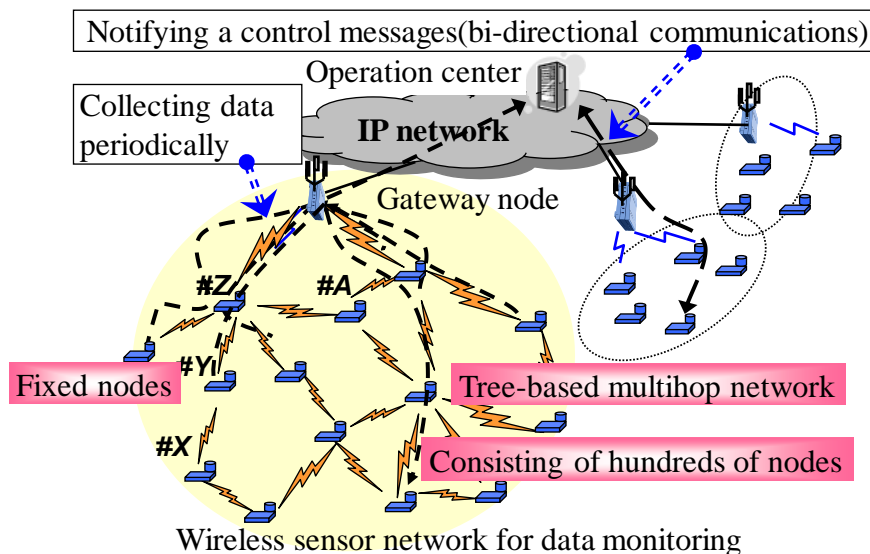 Notifying a control messages(bi-directional communications)
Operation center
Collecting data
periodically
IP network
Gateway node
#Z
#A
Fixed nodes
#Y
Tree-based multihop network
#X
Consisting of hundreds of nodes
Wireless sensor network for data monitoring